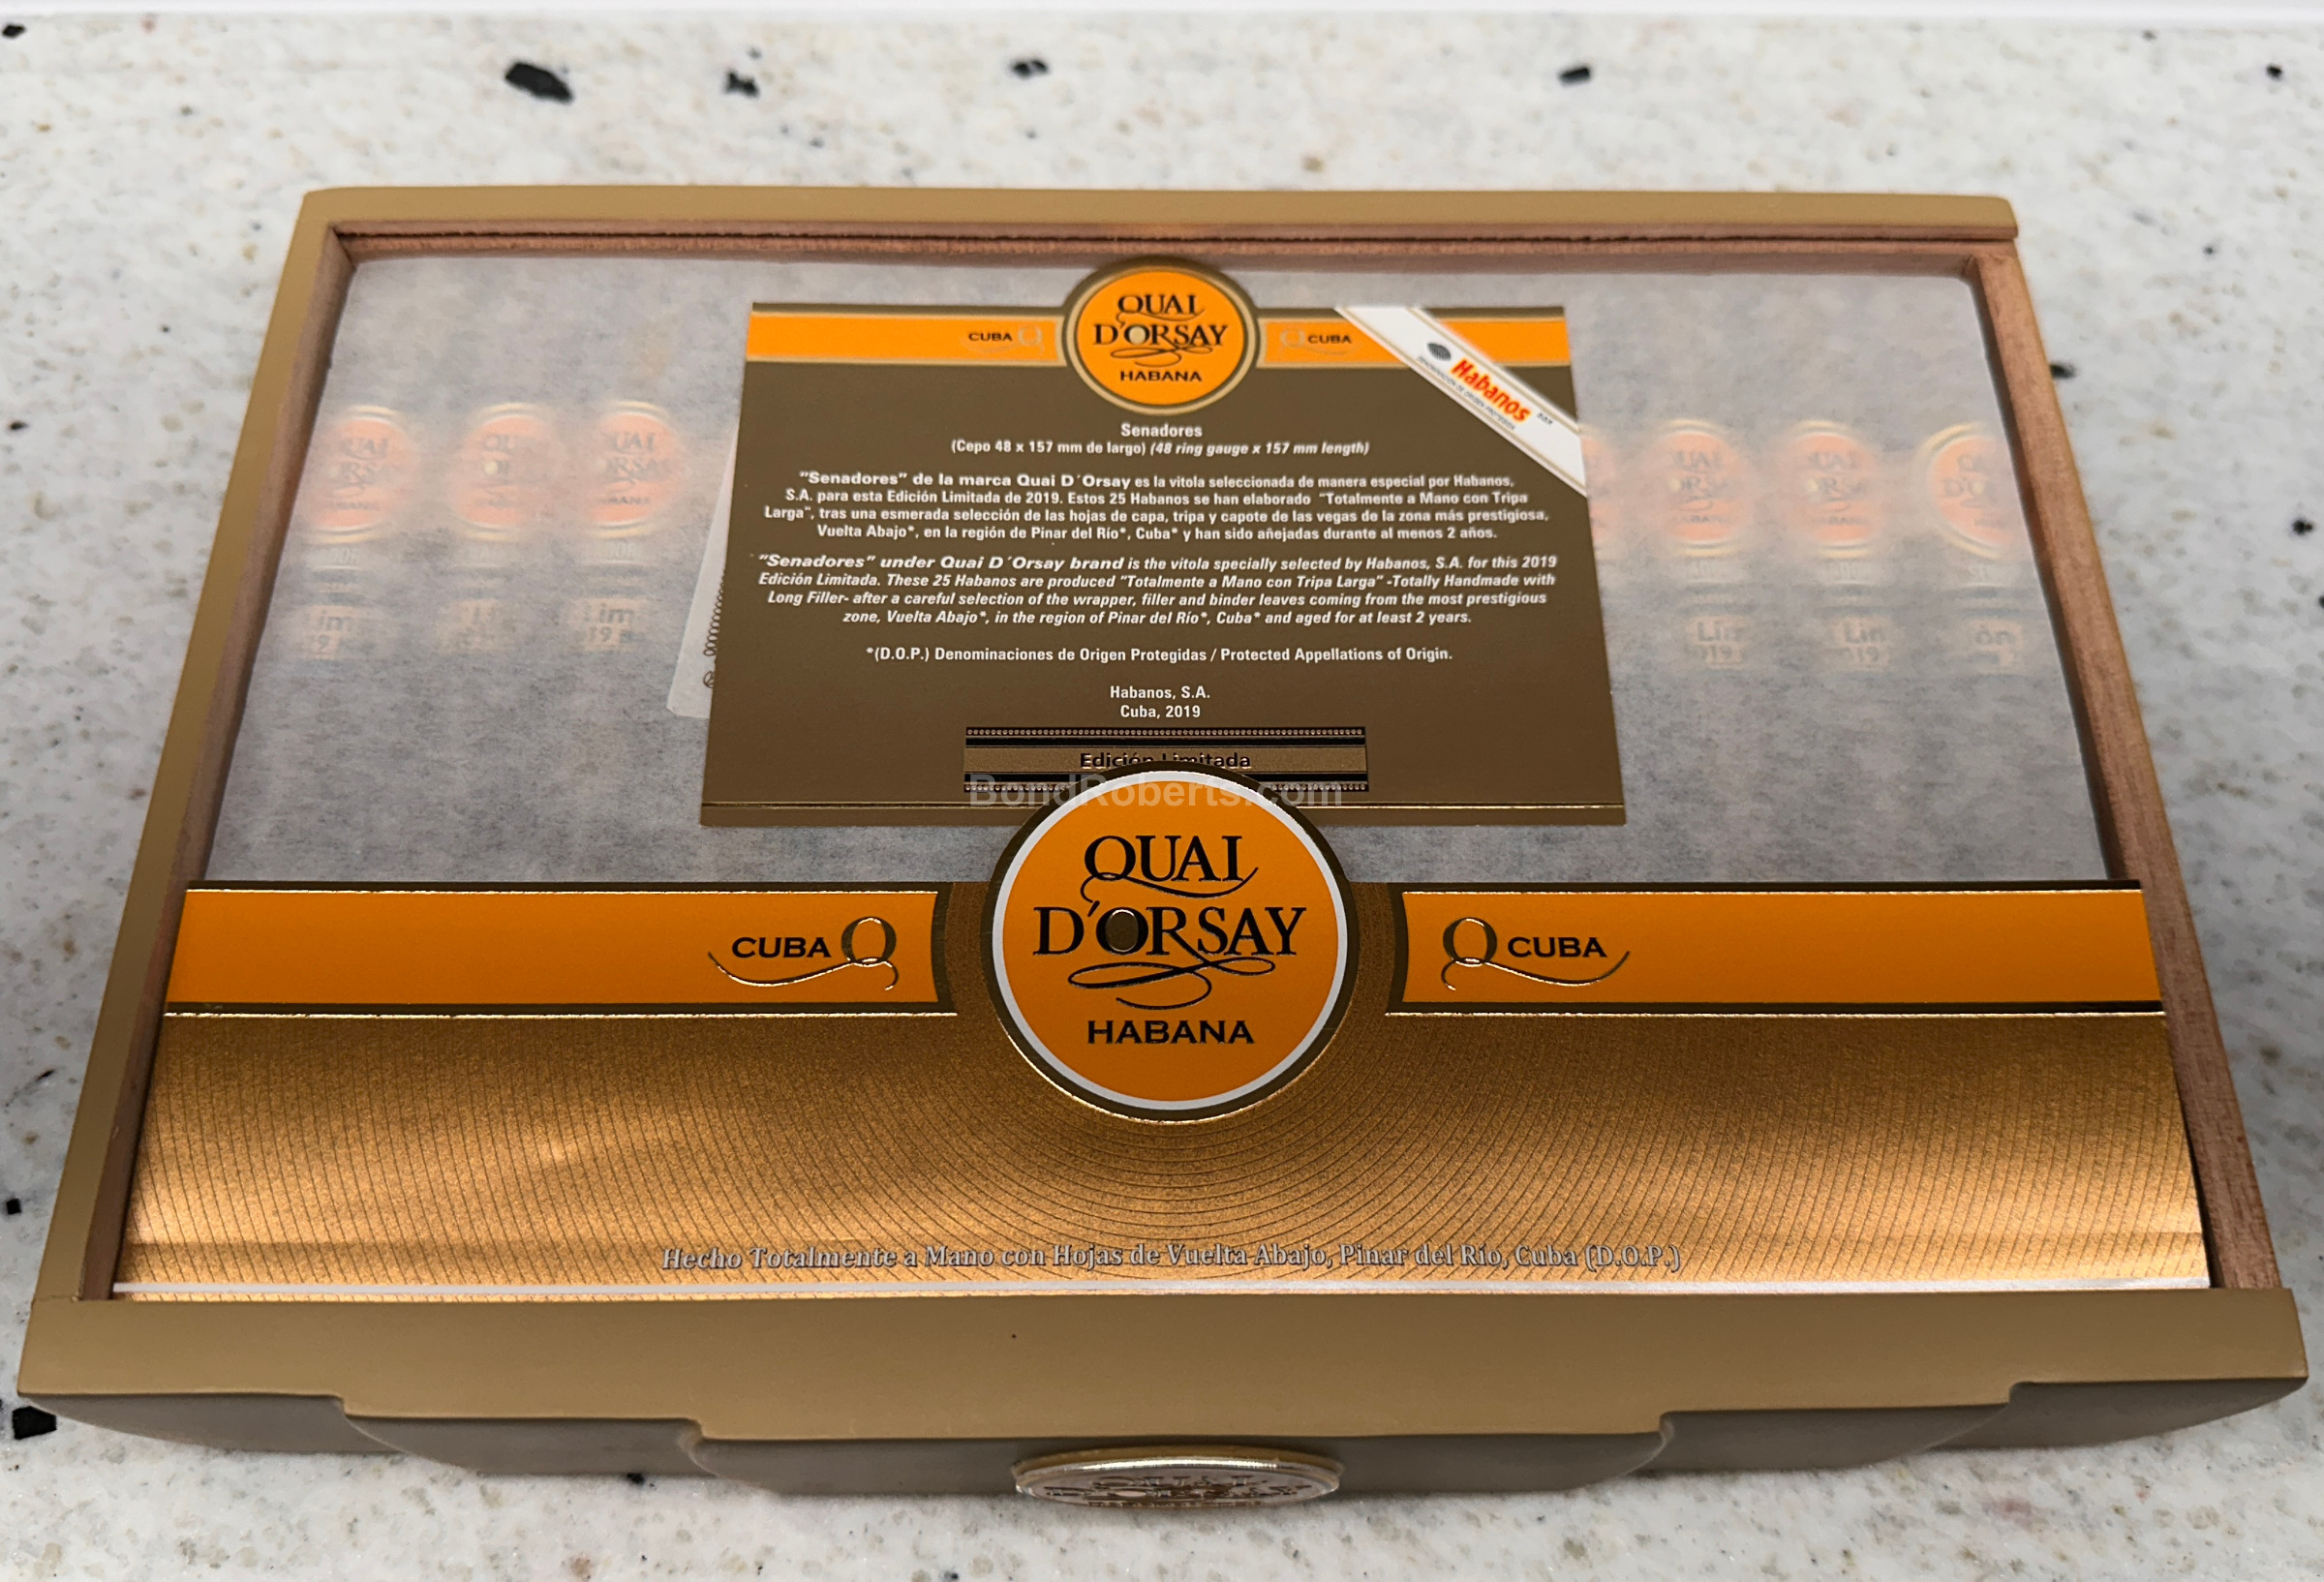 QUAI
D'ORSAY
HABANA
CUBA Q
Q CUBA
Habanos
Senadores
(Cepo 48 x 157 mm de largo) (48 ring gauge x 157 mm length)
"Senadores" de la marca Quai D´Orsay es la vitola seleccionada de manera especial por Habanos,
S.A. para esta Edición Limitada de 2019. Estos 25 Habanos se han elaborado "Totalmente a Mano con Tripa
Larga", tras una esmerada selección de las hojas de capa, tripa y capote de las vegas de la zona más prestigiosa,
Vuelta Abajo*, en la región de Pinar del Río*, Cuba* y han sido añejadas durante al menos 2 años.
"Senadores" under Quai D´Orsay brand is the vitola specially selected by Habanos, S.A. for this 2019
Edición Limitada. These 25 Habanos are produced "Totalmente a Mano con Tripa Larga" -Totally Handmade with
Long Filler- after a careful selection of the wrapper, filler and binder leaves coming from the most prestigious
zone, Vuelta Abajo*, in the region of Pinar del Río*, Cuba* and aged for at least 2 years.
*(D.O.P.) Denominaciones de Origen Protegidas / Protected Appellations of Origin.
Habanos, S.A.
Cuba, 2019
Edición Limitada
BondRoberts.com
QUAI
D'ORSAY
HABANA
CUBA Q
Q CUBA
Hecho Totalmente a Mano con Hojas de Vuelta Abajo, Pinar del Río, Cuba (D.O.P.)